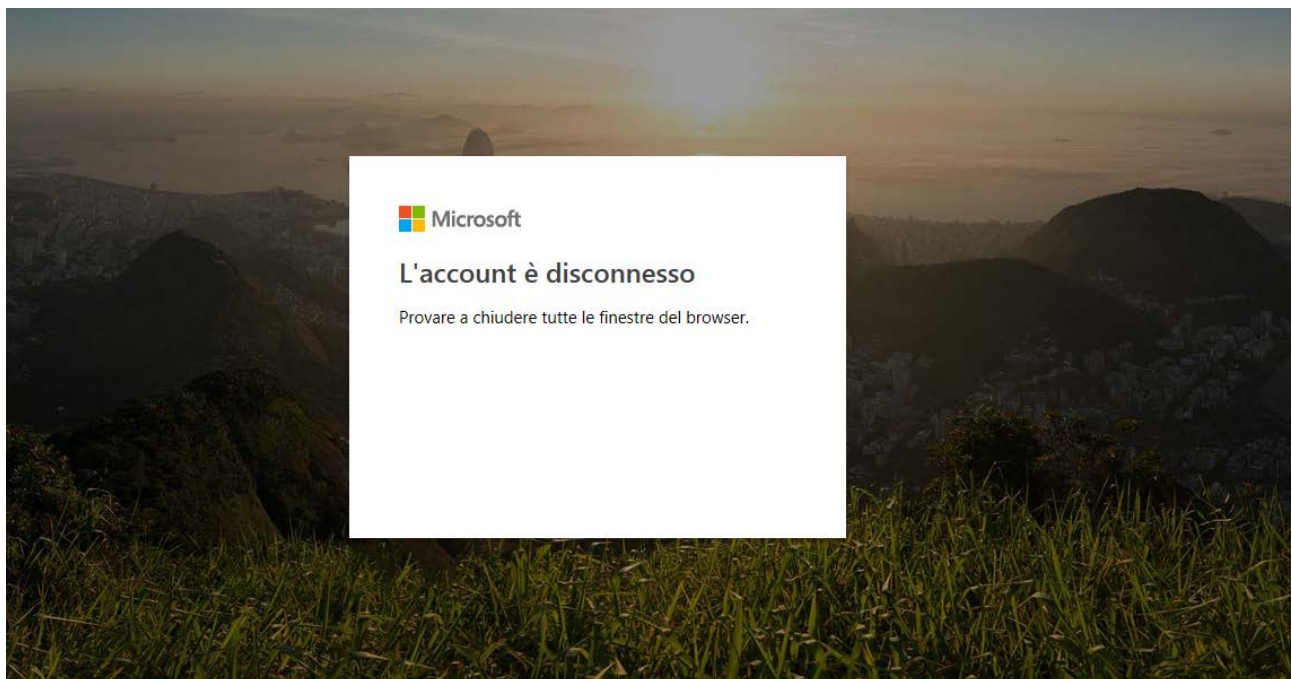 Microsoft
L'account è disconnesso
Provare a chiudere tutte le finestre del browser.